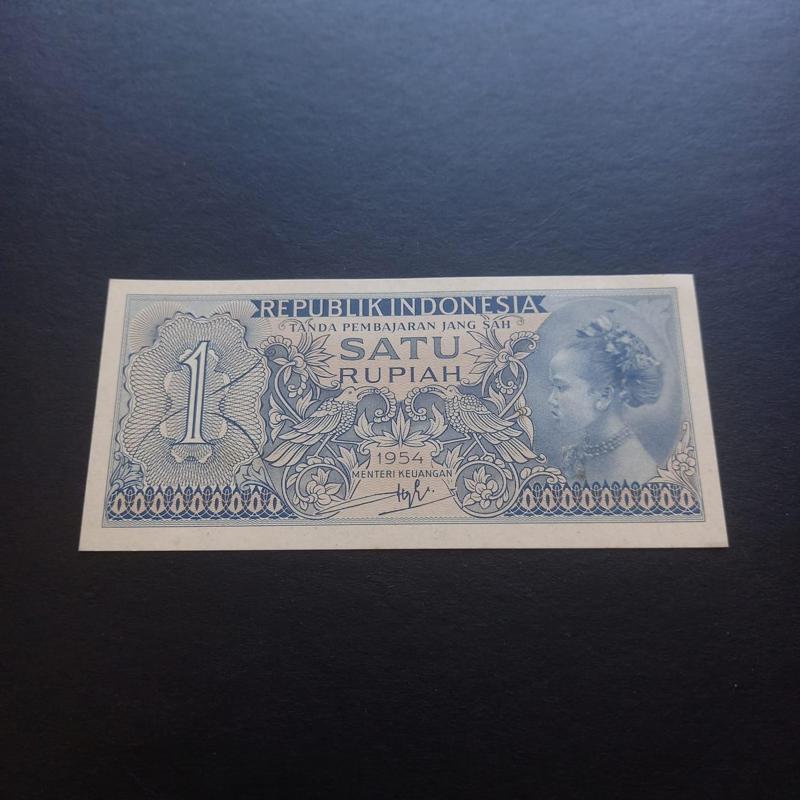 REPUBLIK INDONESIA
TANDA PEMBAJARAN JANG SAH
SATU
RUPIAH
1
1954
MENTERI KEUANGAN